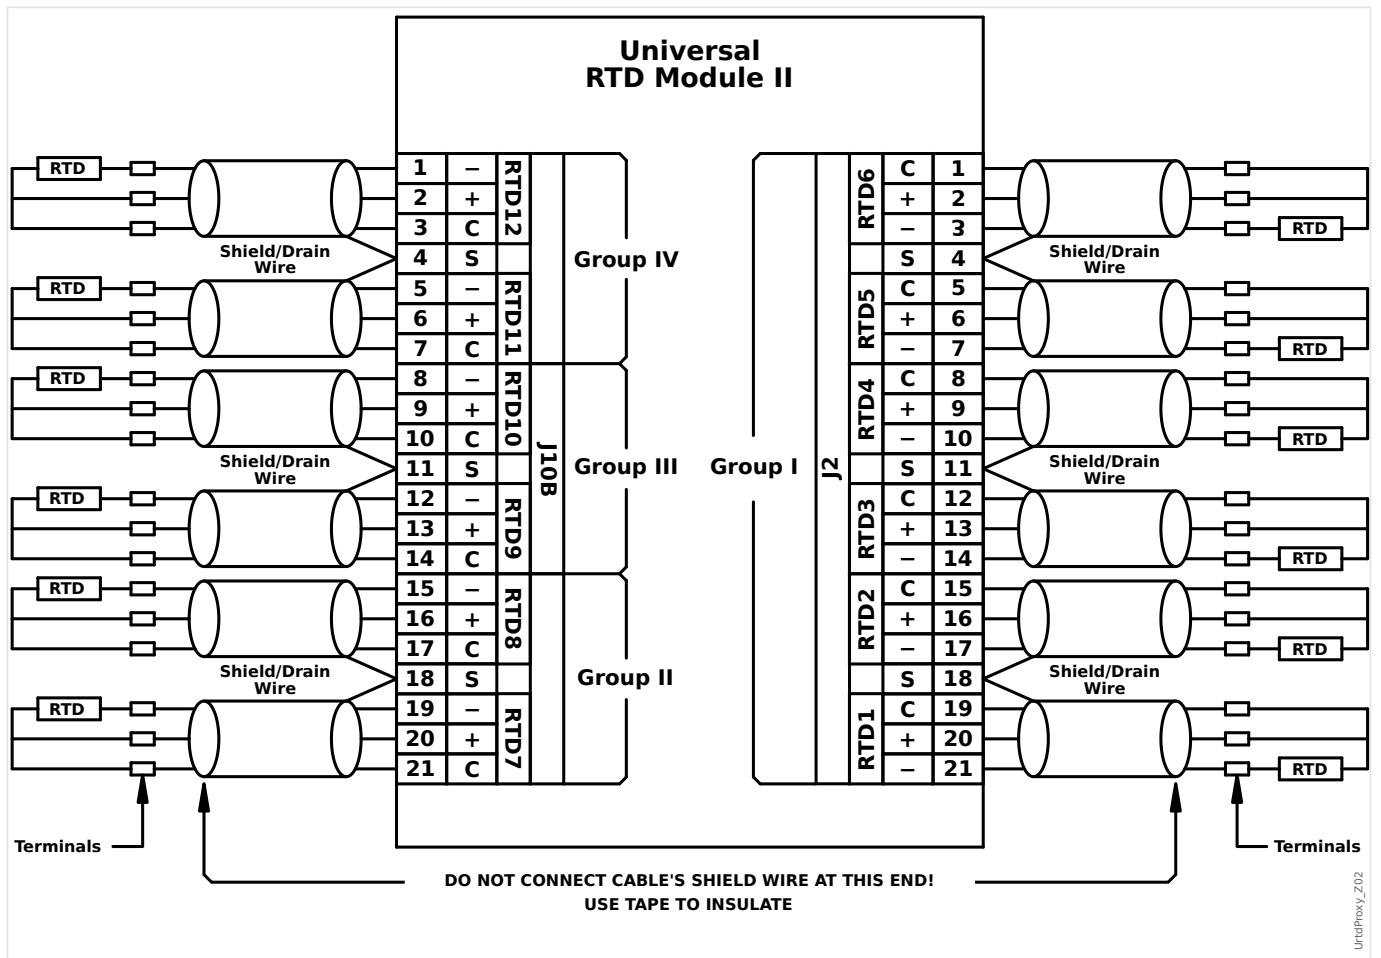 Universal
RTD Module II
RTD 1 − RTD12 RTD6 C 1
2 + + 2
3 C − 3 RTD
Shield/Drain Wire 4 S Group IV S 4 Shield/Drain Wire
RTD 5 − RTD11 RTD5 C 5
6 + + 6
7 C − 7 RTD
RTD 8 − RTD10 RTD4 C 8
9 + + 9
10 C − 10 RTD
Shield/Drain Wire 11 S J10B Group III Group I J2 S 11 Shield/Drain Wire
RTD 12 − RTD9 RTD3 C 12
13 + + 13
14 C − 14 RTD
RTD 15 − RTD8 RTD2 C 15
16 + + 16
17 C − 17 RTD
Shield/Drain Wire 18 S Group II S 18 Shield/Drain Wire
RTD 19 − RTD7 RTD1 C 19
20 + + 20
21 C − 21 RTD
Terminals Terminals
DO NOT CONNECT CABLE'S SHIELD WIRE AT THIS END!
USE TAPE TO INSULATE
UrtdProxy_Z02